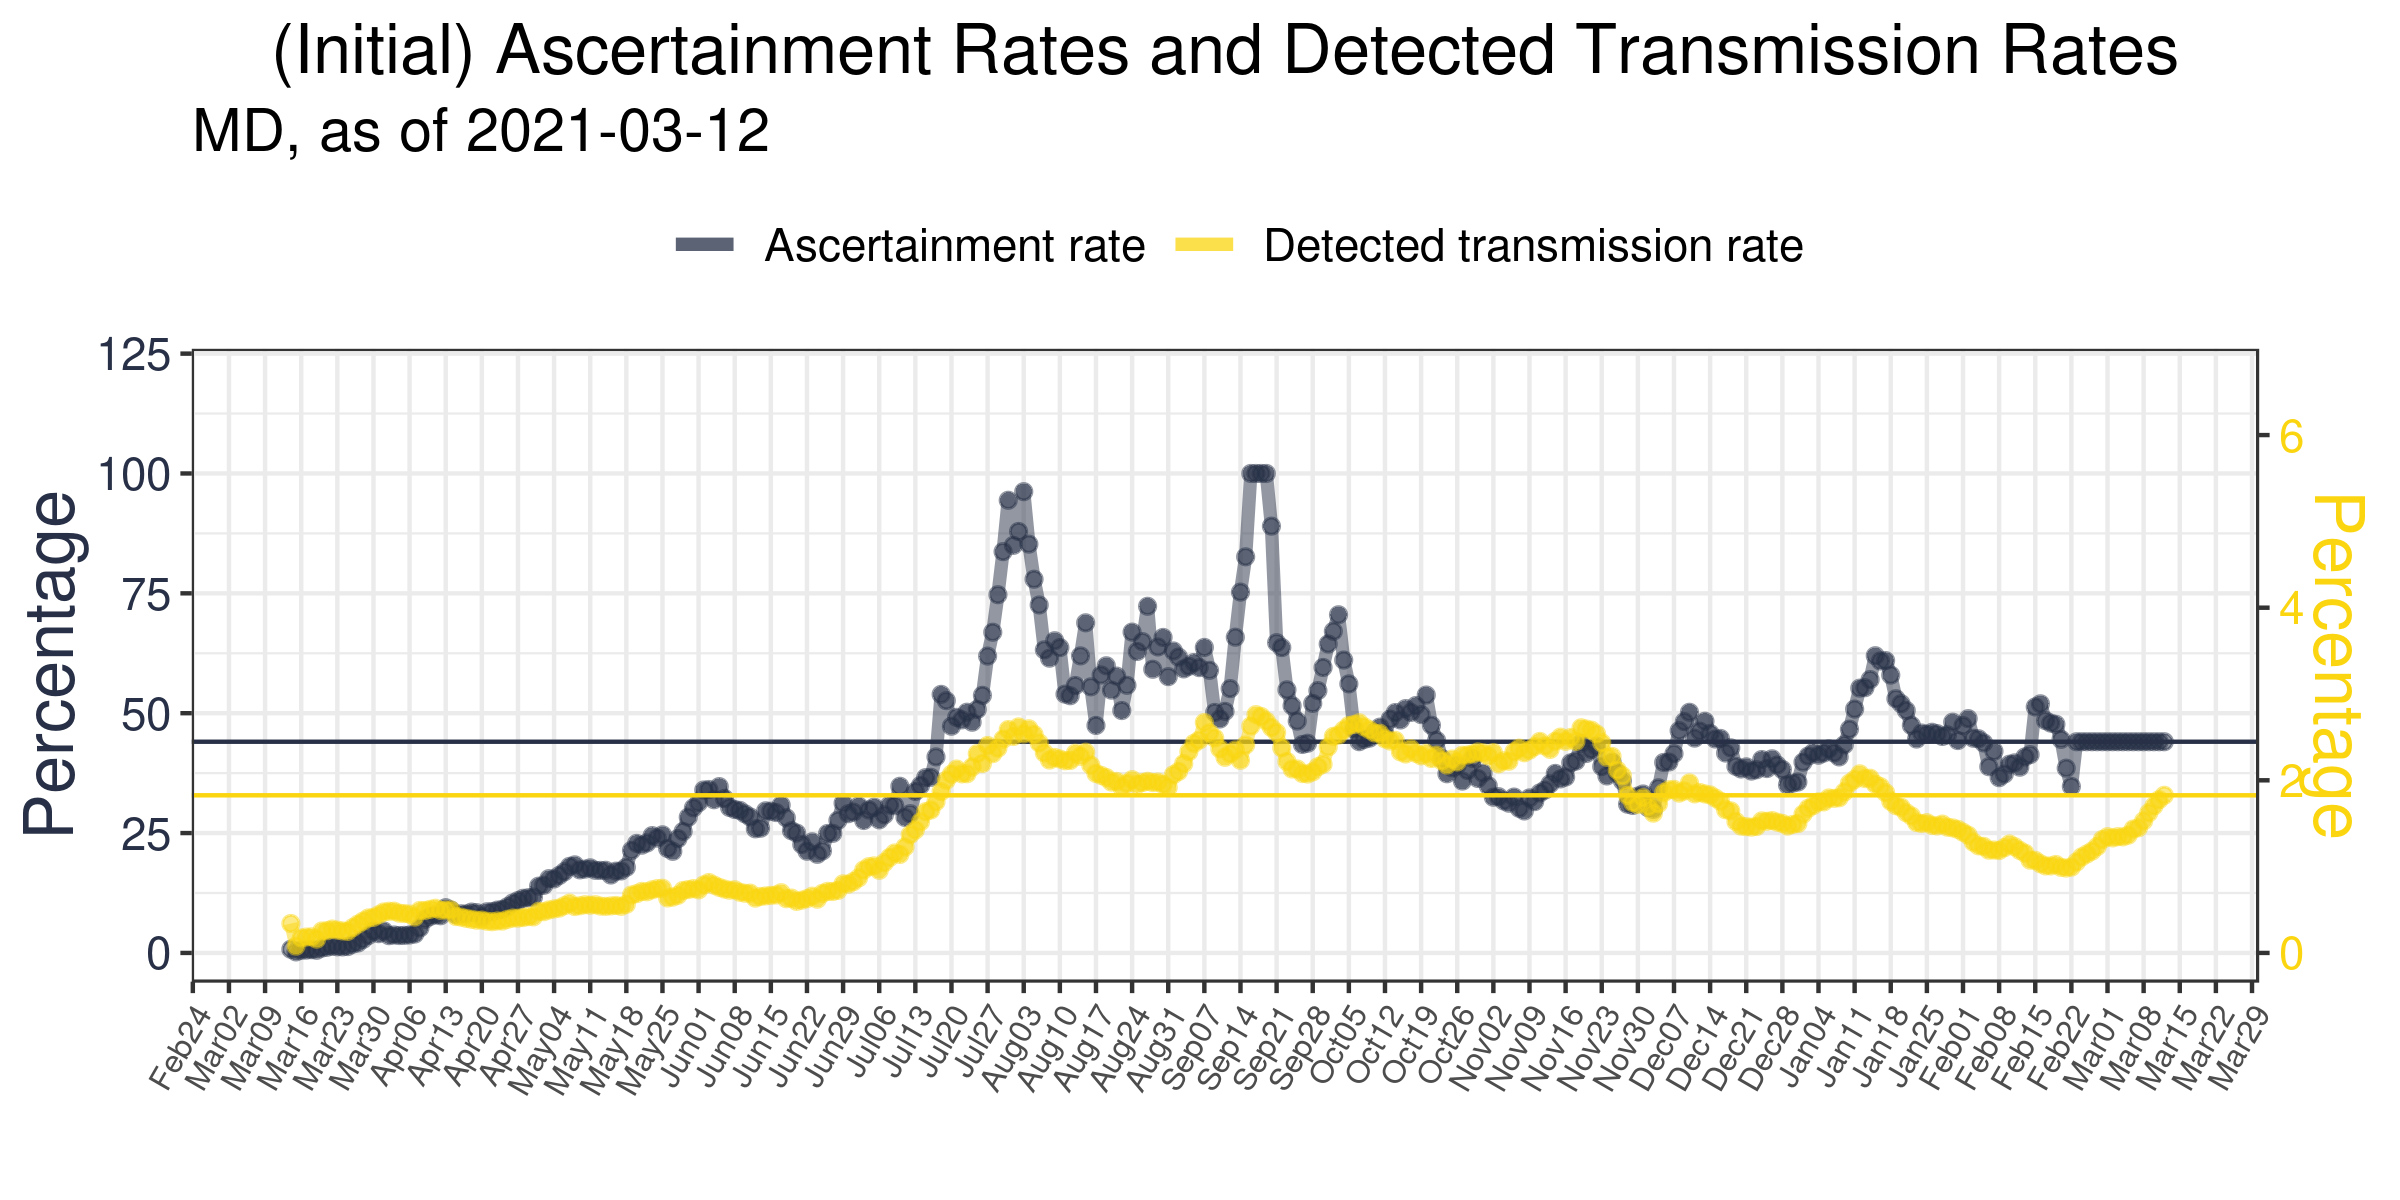 (Initial) Ascertainment Rates and Detected Transmission Rates
MD, as of 2021-03-12
Ascertainment rate
Detected transmission rate
Percentage
125
100
75
50
25
0
6
4
2
0
Percentage
Feb24
Mar02
Mar09
Mar16
Mar23
Mar30
Apr06
Apr13
Apr20
Apr27
May04
May11
May18
May25
Jun01
Jun08
Jun15
Jun22
Jun29
Jul06
Jul13
Jul20
Jul27
Aug03
Aug10
Aug17
Aug24
Aug31
Sep07
Sep14
Sep21
Sep28
Oct05
Oct12
Oct19
Oct26
Nov02
Nov09
Nov16
Nov23
Nov30
Dec07
Dec14
Dec21
Dec28
Jan04
Jan11
Jan18
Jan25
Feb01
Feb08
Feb15
Feb22
Mar01
Mar08
Mar15
Mar22
Mar29